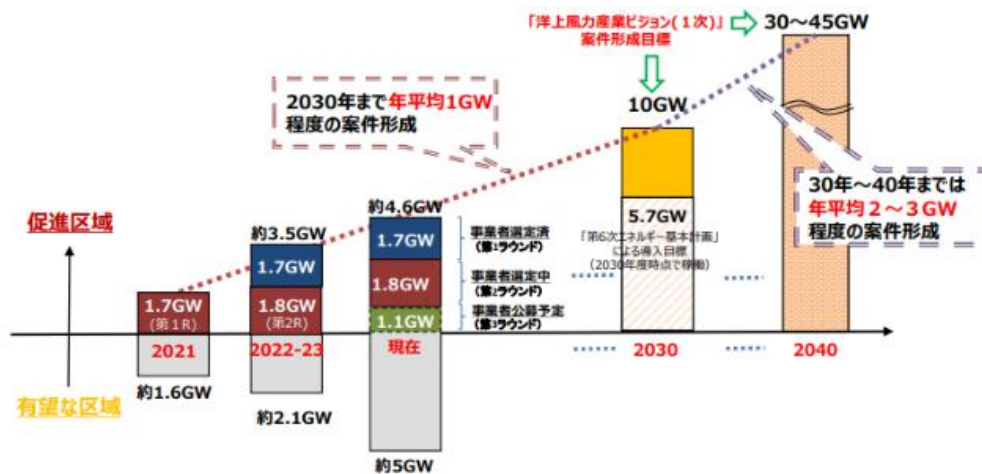 「洋上風力産業ビジョン(1次)」
案件形成目標
30～45GW
2030年まで年平均1GW
程度の案件形成
10GW
30年～40年までは
年平均２～３GW
程度の案件形成
促進区域
約3.5GW
約4.6GW
1.7GW
事業者選定済
(第1ラウンド)
5.7GW
「第6次エネルギー基本計画」
による導入目標
(2030年度時点で稼働)
1.7GW
1.8GW
事業者選定中
(第2ラウンド)
1.7GW
(第１R)
1.8GW
(第2R)
1.1GW
事業者公募予定
(第3ラウンド)
2021
2022-23
現在
2030
2040
有望な区域
約1.6GW
約2.1GW
約5GW